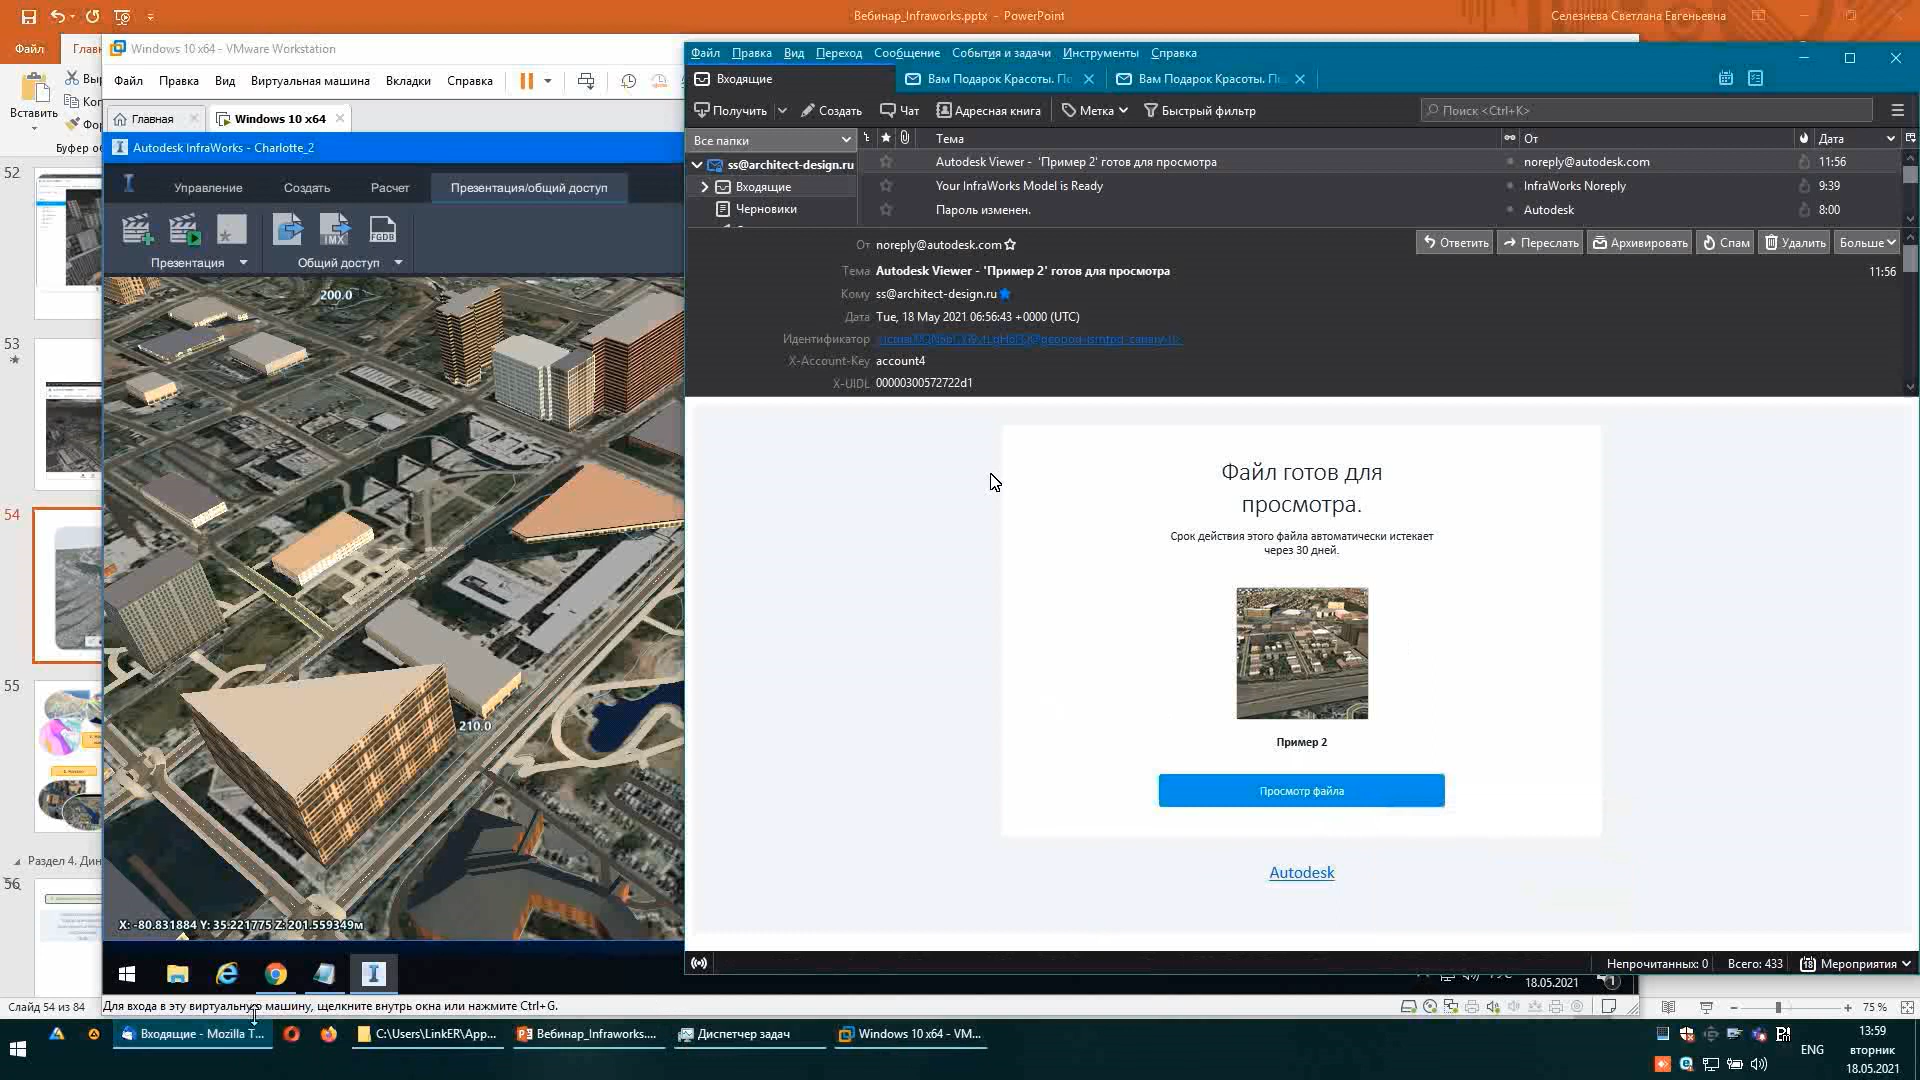 Вебинар_Infraworks.pptx - PowerPoint
Селезнева Светлана Евгеньевна
Файл
Вставить
52
53
54
55
56
Слайд 54 из 84
75 %
Windows 10 x64 - VMware Workstation
Файл Правка Вид Виртуальная машина Вкладки Справка
Главная
Windows 10 x64
Autodesk InfraWorks - Charlotte_2
Управление Создать Расчет Презентация/общий доступ
IMX
FGDB
Презентация
Общий доступ
200.0
210.0
X: -80.831884 Y: 35.221775 Z: 201.559349м
18.05.2021
Для входа в эту виртуальную машину, щелкните внутрь окна или нажмите Ctrl+G.
Файл Правка Вид Переход Сообщение События и задачи Инструменты Справка
Входящие
Вам Подарок Красоты.
Вам Подарок Красоты.
Получить Создать Чат Адресная книга Метка Быстрый фильтр
Поиск <Ctrl+K>
Все папки
Тема От Дата
ss@architect-design.ru
Входящие
Черновики
Autodesk Viewer - 'Пример 2' готов для просмотра noreply@autodesk.com 11:56
Your InfraWorks Model is Ready InfraWorks Noreply 9:39
Пароль изменен. Autodesk 8:00
От noreply@autodesk.com
Ответить Переслать Архивировать Спам Удалить Больше
Тема Autodesk Viewer - 'Пример 2' готов для просмотра
11:56
Кому ss@architect-design.ru
Дата Tue, 18 May 2021 06:56:43 +0000 (UTC)
Идентификатор
X-Account-Key account4
X-UIDL 00000300572722d1
Файл готов для
просмотра.
Срок действия этого файла автоматически истекает
через 30 дней.
Пример 2
Просмотр файла
Autodesk
Непрочитанных: 0 Всего: 433 Мероприятия
Входящие - Mozilla T...
C:\Users\LinkER\App...
Вебинар_Infraworks....
Диспетчер задач
Windows 10 x64 - VM...
ENG
13:59
вторник
18.05.2021